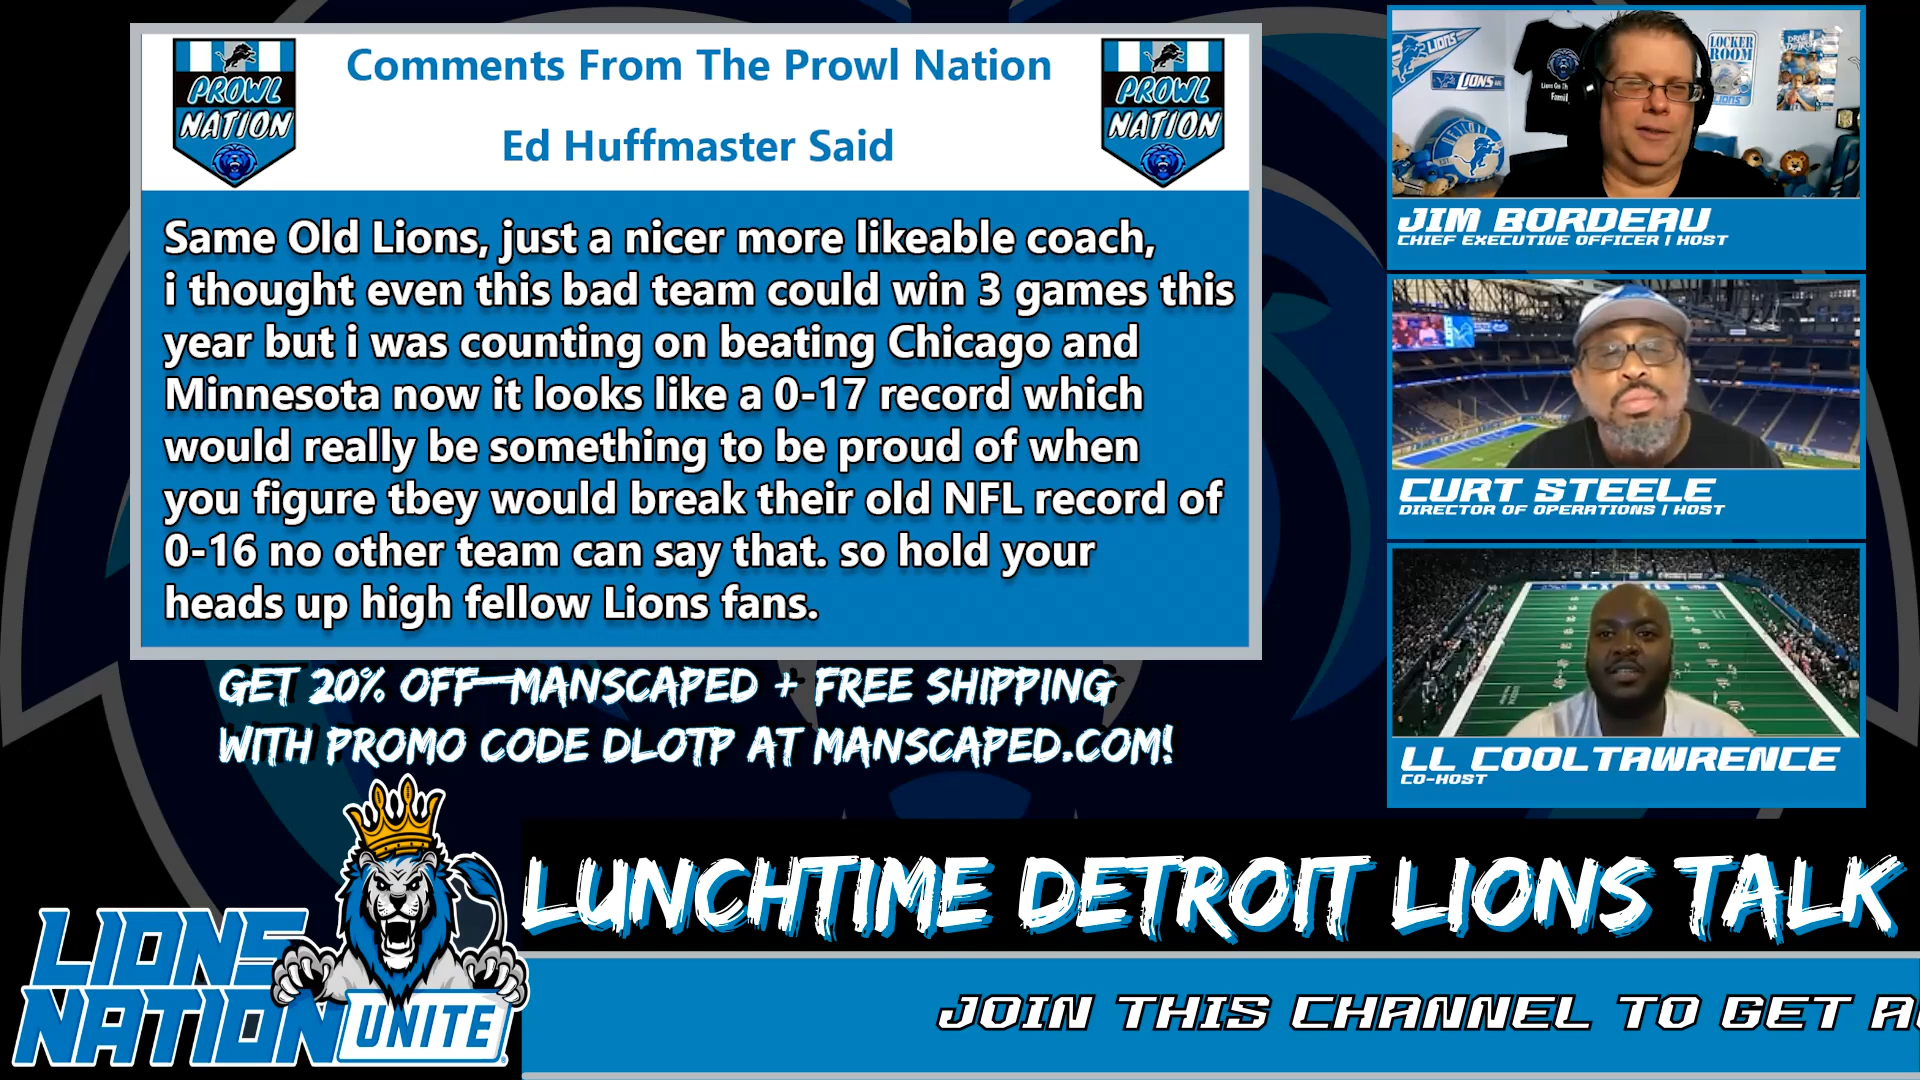 Comments From The Prowl Nation
Ed Huffmaster Said
PROWL
NATION
PROWL
NATION
Same Old Lions, just a nicer more likeable coach,
i thought even this bad team could win 3 games this
year but i was counting on beating Chicago and
Minnesota now it looks like a 0-17 record which
would really be something to be proud of when
you figure tbey would break their old NFL record of
0-16 no other team can say that. so hold your
heads up high fellow Lions fans.
GET 20% OFF MANSCAPED + FREE SHIPPING
WITH PROMO CODE DLOTP AT MANSCAPED.COM!
LIONS
LIONS
LOCKER
ROOM
LIONS
JIM BORDEAU
CHIEF EXECUTIVE OFFICER | HOST
CURT STEELE
DIRECTOR OF OPERATIONS | HOST
LIONS
LL COOLTAWRENCE
CO-HOST
LIONS
NATION
UNITE
LUNCHTIME DETROIT LIONS TALK
JOIN THIS CHANNEL TO GET A